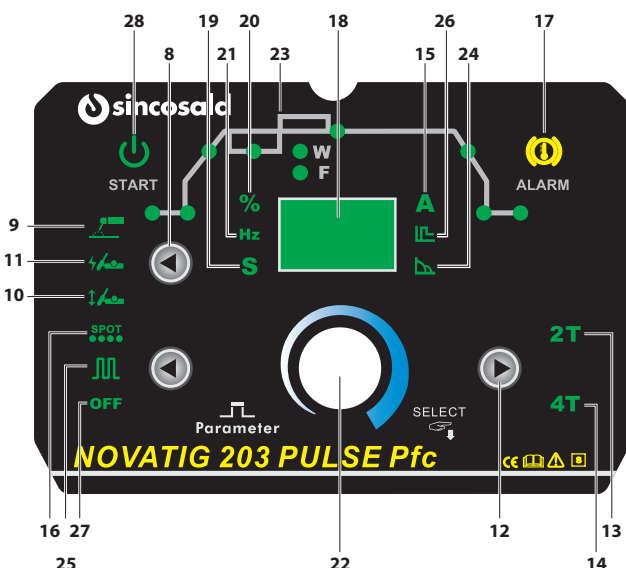 28 19 20 18 26 17
8 21 23 15 24
sincosald
START
W
F
ALARM
%
A
9
Hz
11
S
10
SPOT
2T
OFF
4T
Parameter
SELECT
NOVATIG 203 PULSE Pfc
CE S
16 27 12 13
25 22 14